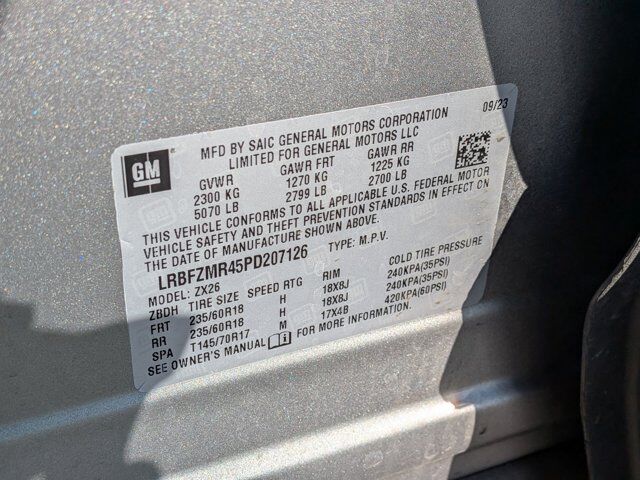 09/23
GM
MFD BY SAIC GENERAL MOTORS CORPORATION
LIMITED FOR GENERAL MOTORS LLC
GVWR GAWR FRT GAWR RR
2300 KG 1270 KG 1225 KG
5070 LB 2799 LB 2700 LB
THIS VEHICLE CONFORMS TO ALL APPLICABLE U.S. FEDERAL MOTOR
VEHICLE SAFETY AND THEFT PREVENTION STANDARDS IN EFFECT ON
THE DATE OF MANUFACTURE SHOWN ABOVE.
LRBFZMR45PD207126 TYPE: M.P.V.
MODEL: ZX26
ZBDH TIRE SIZE SPEED RTG RIM COLD TIRE PRESSURE
FRT 235/60R18 H 18X8J 240KPA(35PSI)
RR 235/60R18 H 18X8J 240KPA(35PSI)
SPA T145/70R17 M 17X4B 420KPA(60PSI)
SEE OWNER'S MANUAL FOR MORE INFORMATION.